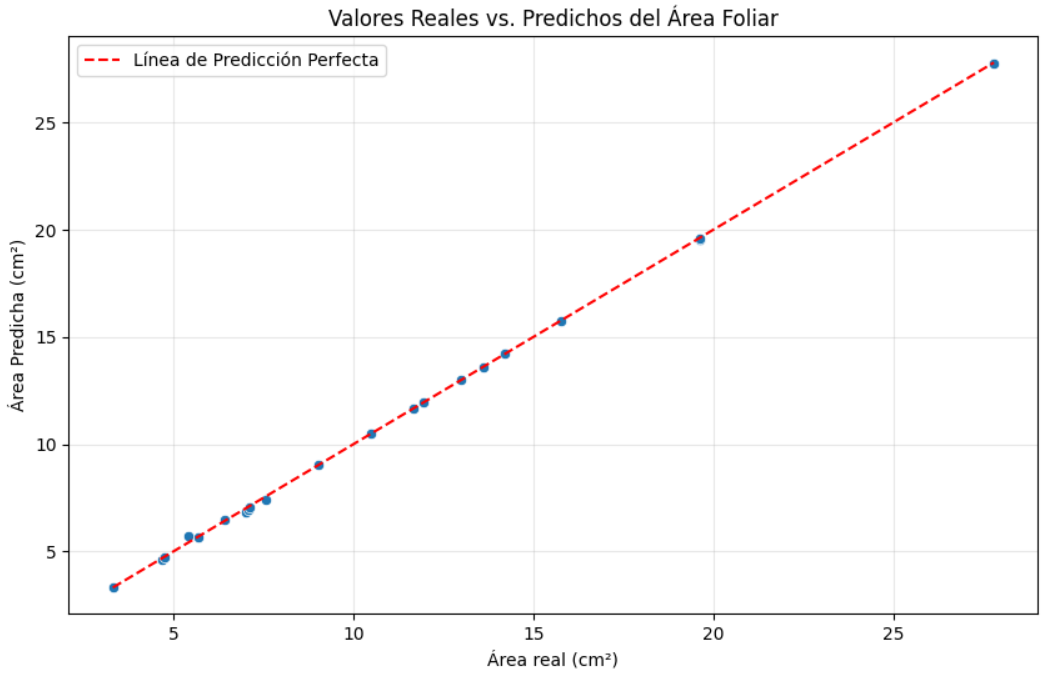 Valores Reales vs. Predichos del Área Foliar
Línea de Predicción Perfecta
Área Predicha (cm²)
25
20
15
10
5
5
10
15
20
25
Área real (cm²)